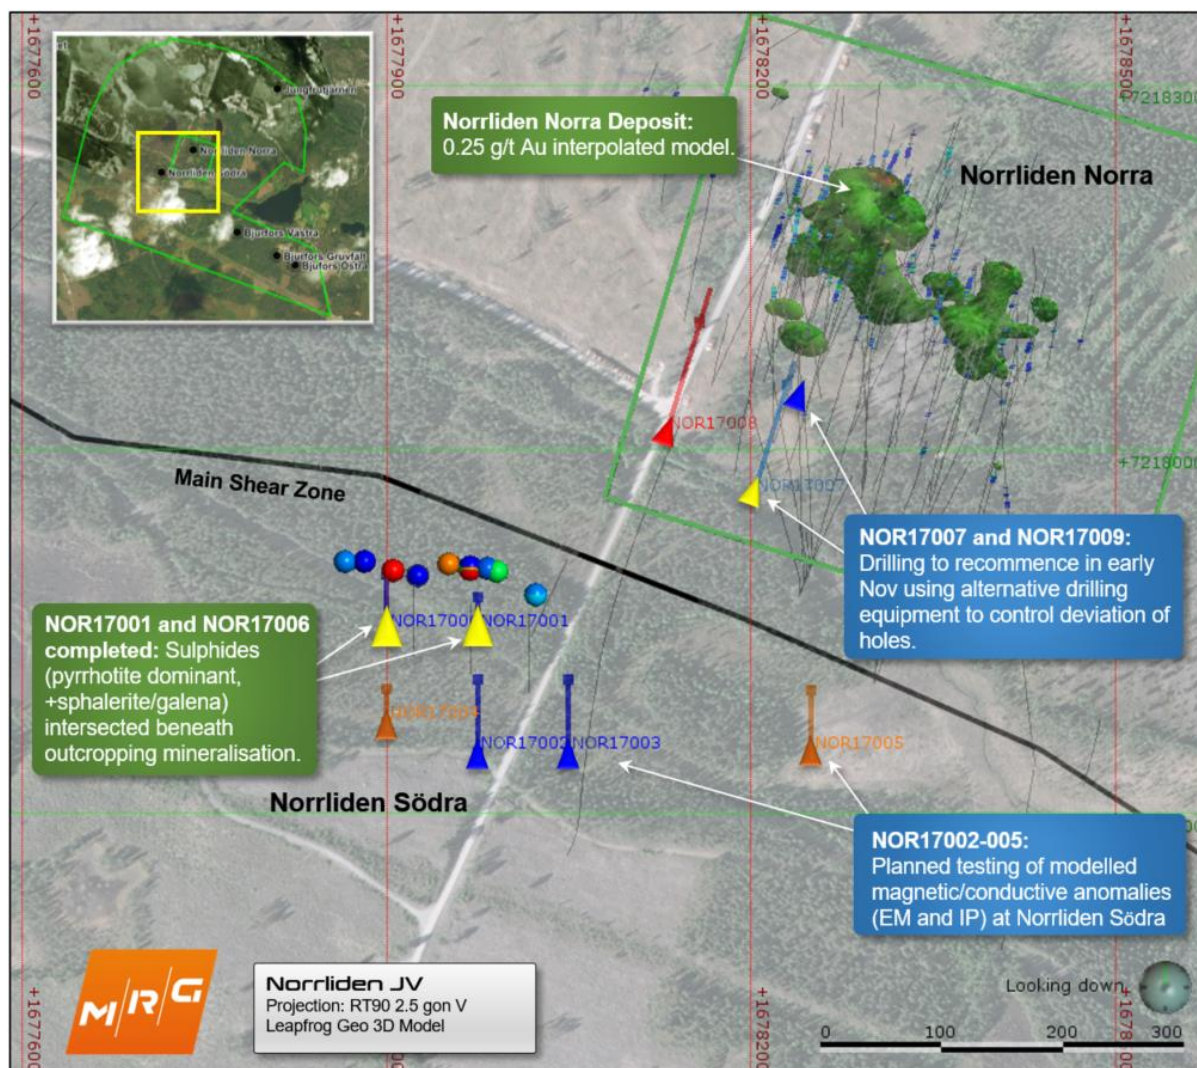 +1677600
+1677900
+1678200
+1678500
Jungfrutjärnen
Norrliden Norra
Norrliden Södra
Bjurfors Västra
Bjurfors Gruvfält
Bjufors Östra
+7218300
Norrliden Norra Deposit:
0.25 g/t Au interpolated model.
Norrliden Norra
NOR17008
+7218000
NOR17007
Main Shear Zone
NOR17007 and NOR17009:
Drilling to recommence in early
Nov using alternative drilling
equipment to control deviation of
holes.
NOR17001 and NOR17006
completed: Sulphides
(pyrrhotite dominant,
+sphalerite/galena)
intersected beneath
outcropping mineralisation.
NOR17001
NOR17002
NOR17003
NOR17005
Norrliden Södra
NOR17002-005:
Planned testing of modelled
magnetic/conductive anomalies
(EM and IP) at Norrliden Södra
M/R/G
Norrliden JV
Projection: RT90 2.5 gon V
Leapfrog Geo 3D Model
Looking down
0 100 200 300
+1677600
+1678200